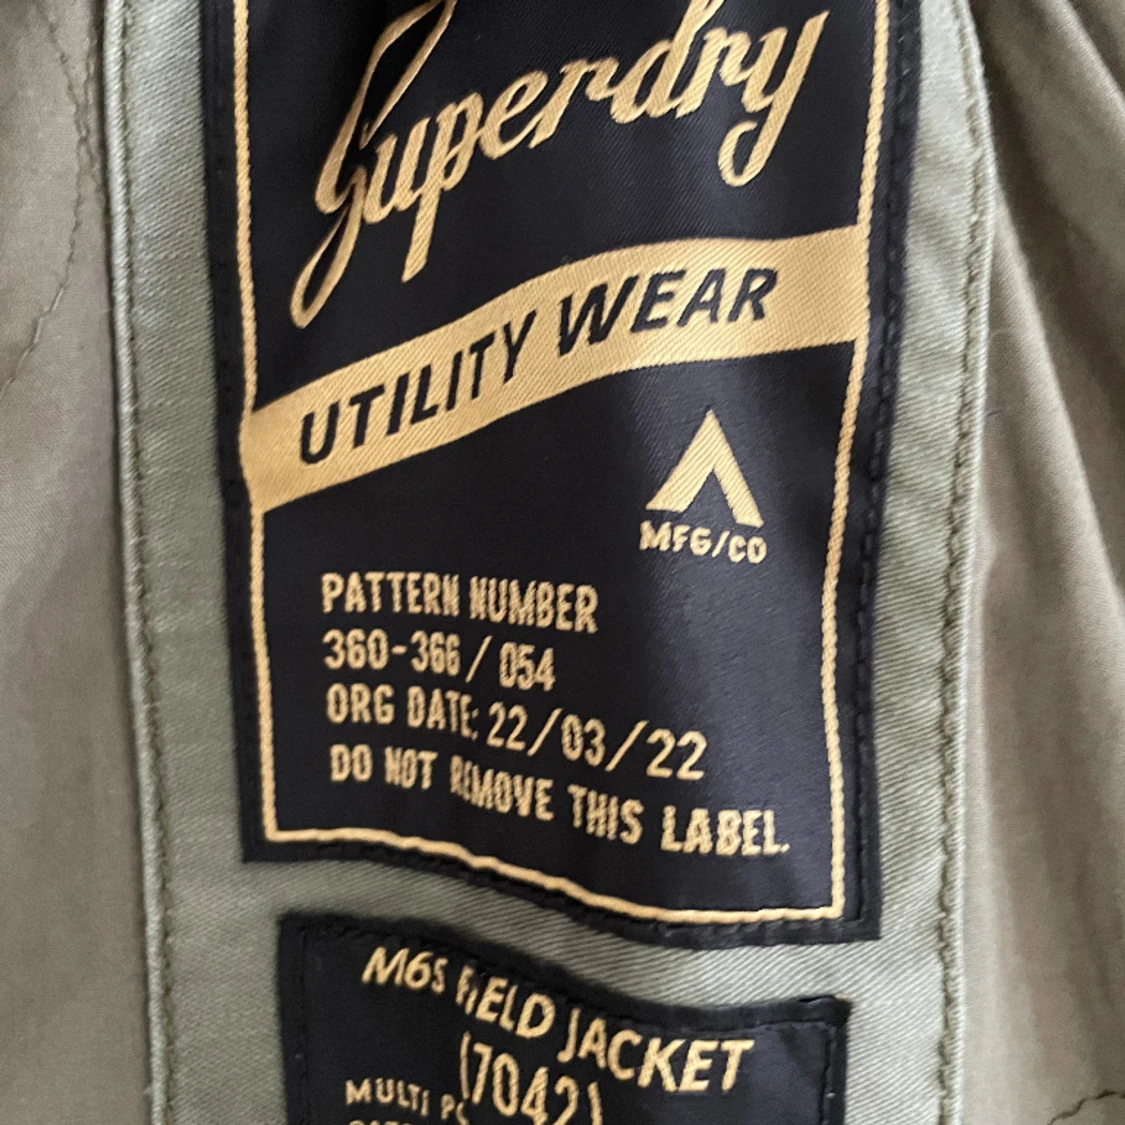 Superdry
UTILITY WEAR
MFG/CO
PATTERN NUMBER
360-366 / 054
ORG DATE: 22/03/22
DO NOT REMOVE THIS LABEL.
M65 FIELD JACKET
(7042)
MULTI